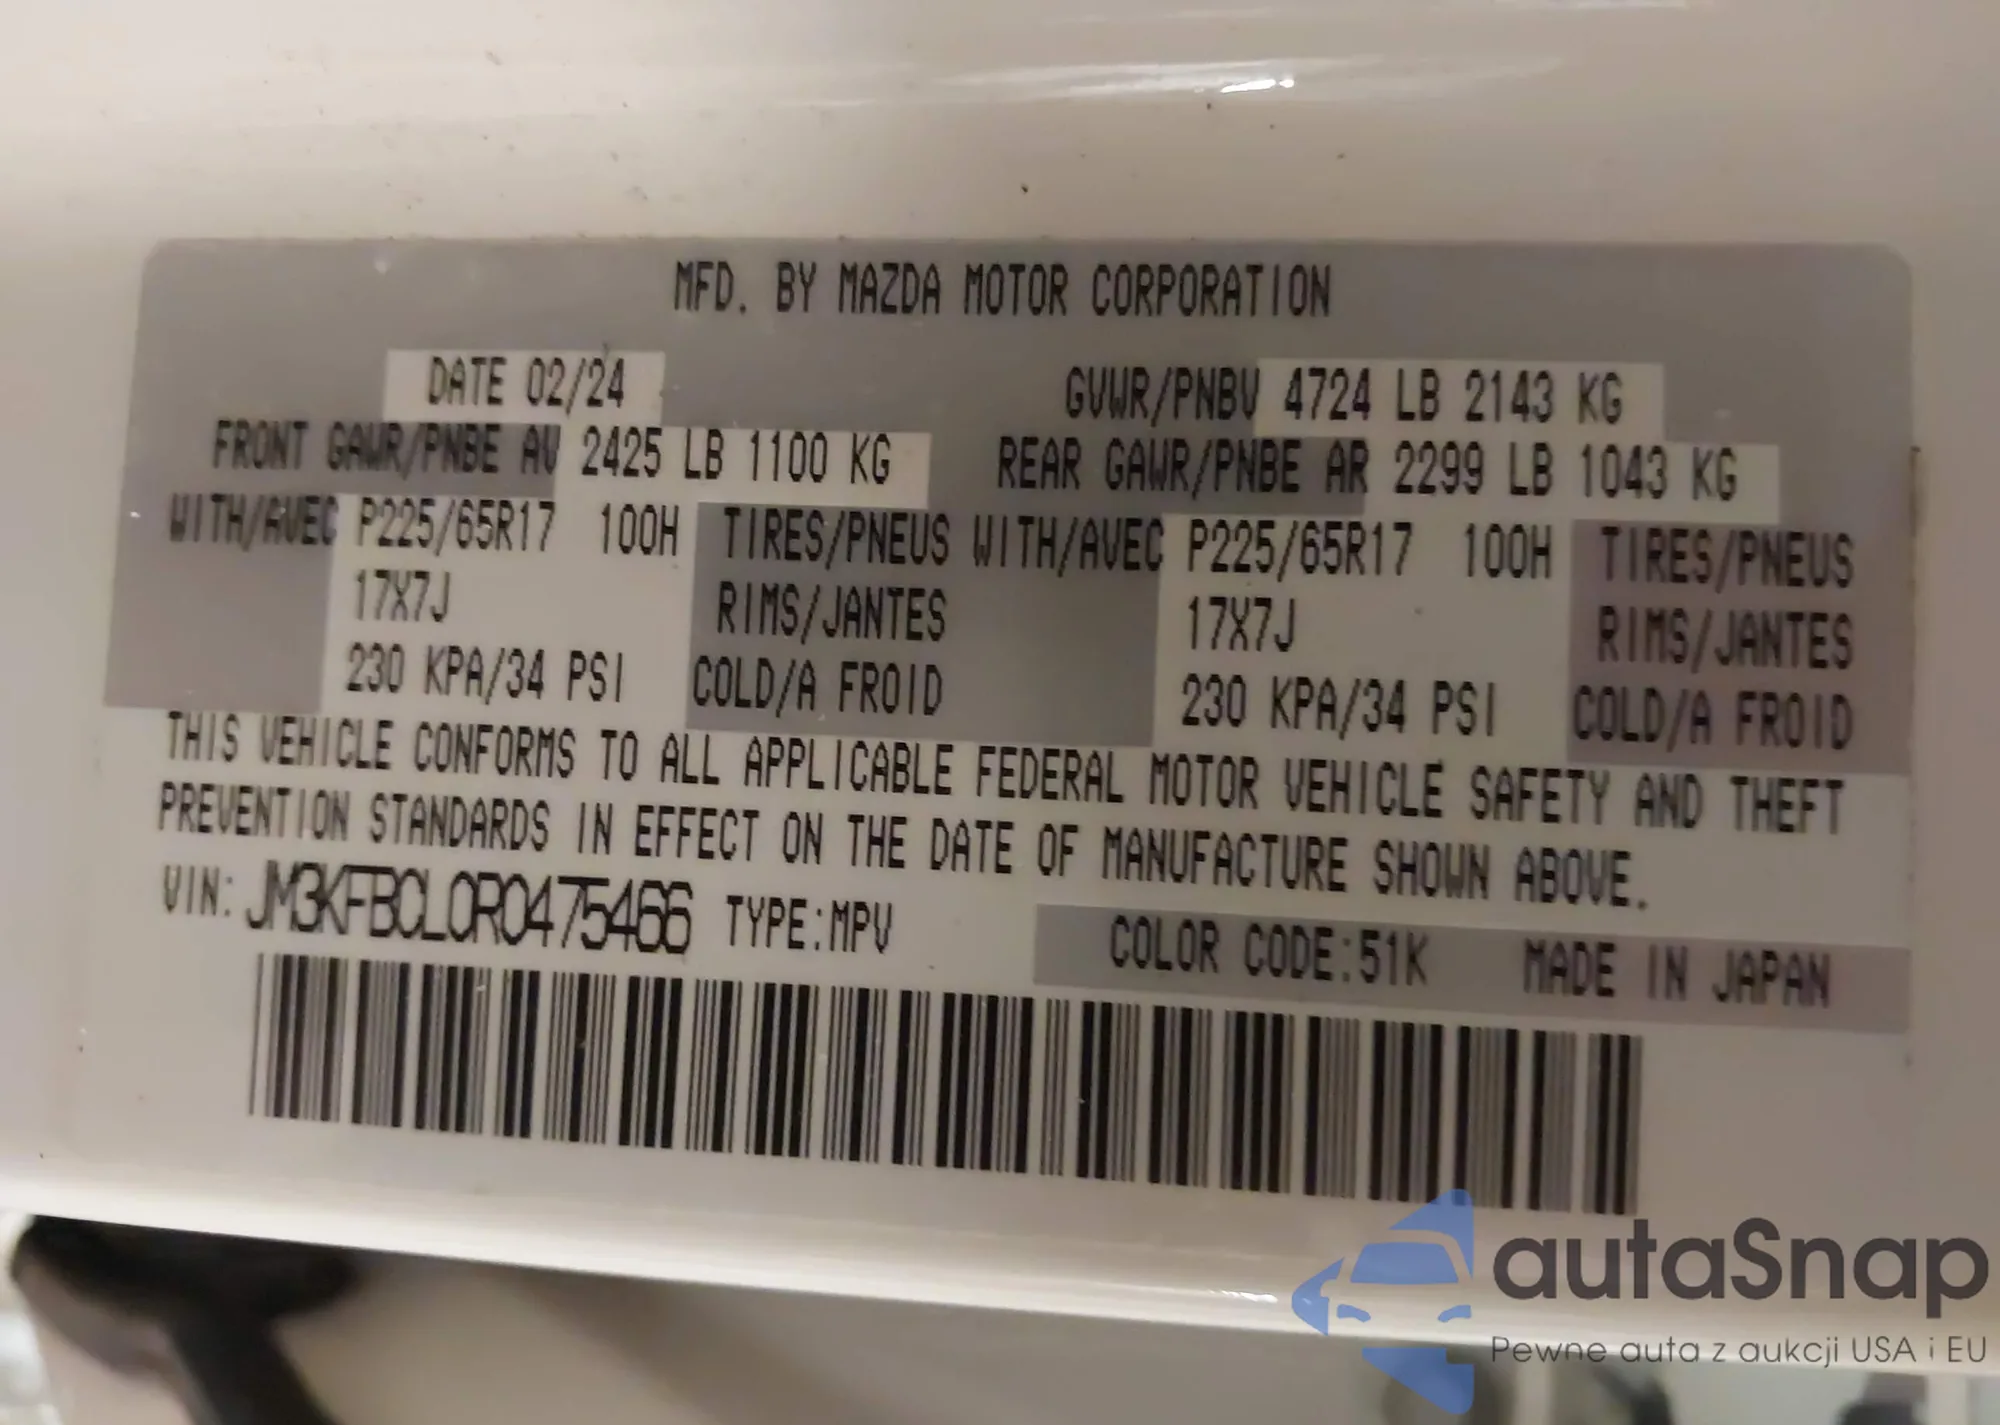 MFD. BY MAZDA MOTOR CORPORATION
DATE 02/24 GVWR/PNBV 4724 LB 2143 KG
FRONT GAWR/PNBE AV 2425 LB 1100 KG REAR GAWR/PNBE AR 2299 LB 1043 KG
WITH/AVEC P225/65R17 100H TIRES/PNEUS WITH/AVEC P225/65R17 100H TIRES/PNEUS
17X7J RIMS/JANTES 17X7J RIMS/JANTES
230 KPA/34 PSI COLD/A FROID 230 KPA/34 PSI COLD/A FROID
THIS VEHICLE CONFORMS TO ALL APPLICABLE FEDERAL MOTOR VEHICLE SAFETY AND THEFT
PREVENTION STANDARDS IN EFFECT ON THE DATE OF MANUFACTURE SHOWN ABOVE.
VIN: JM3KFBCL0R0475466 TYPE:MPV COLOR CODE:51K MADE IN JAPAN
autaSnap
Pewne auta z aukcji USA i EU